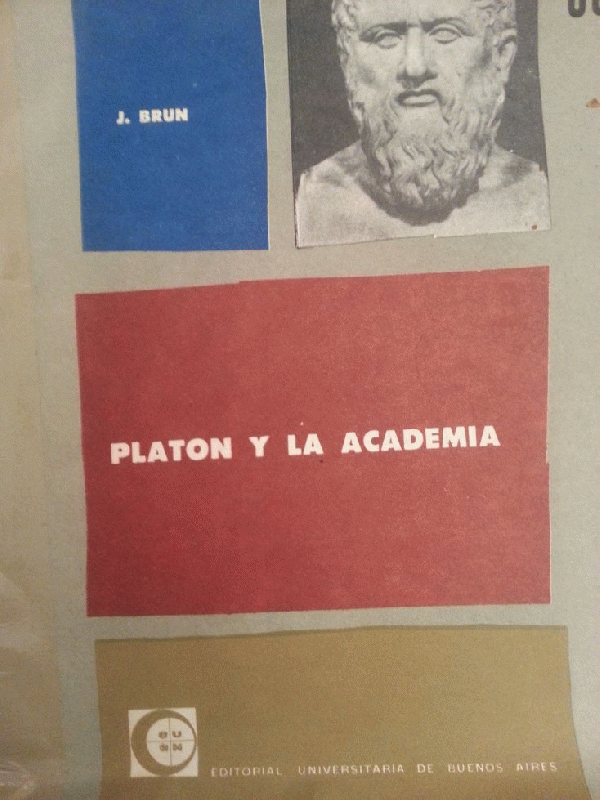 J. BRUN
PLATON Y LA ACADEMIA
EDITORIAL UNIVERSITARIA DE BUENOS AIRES